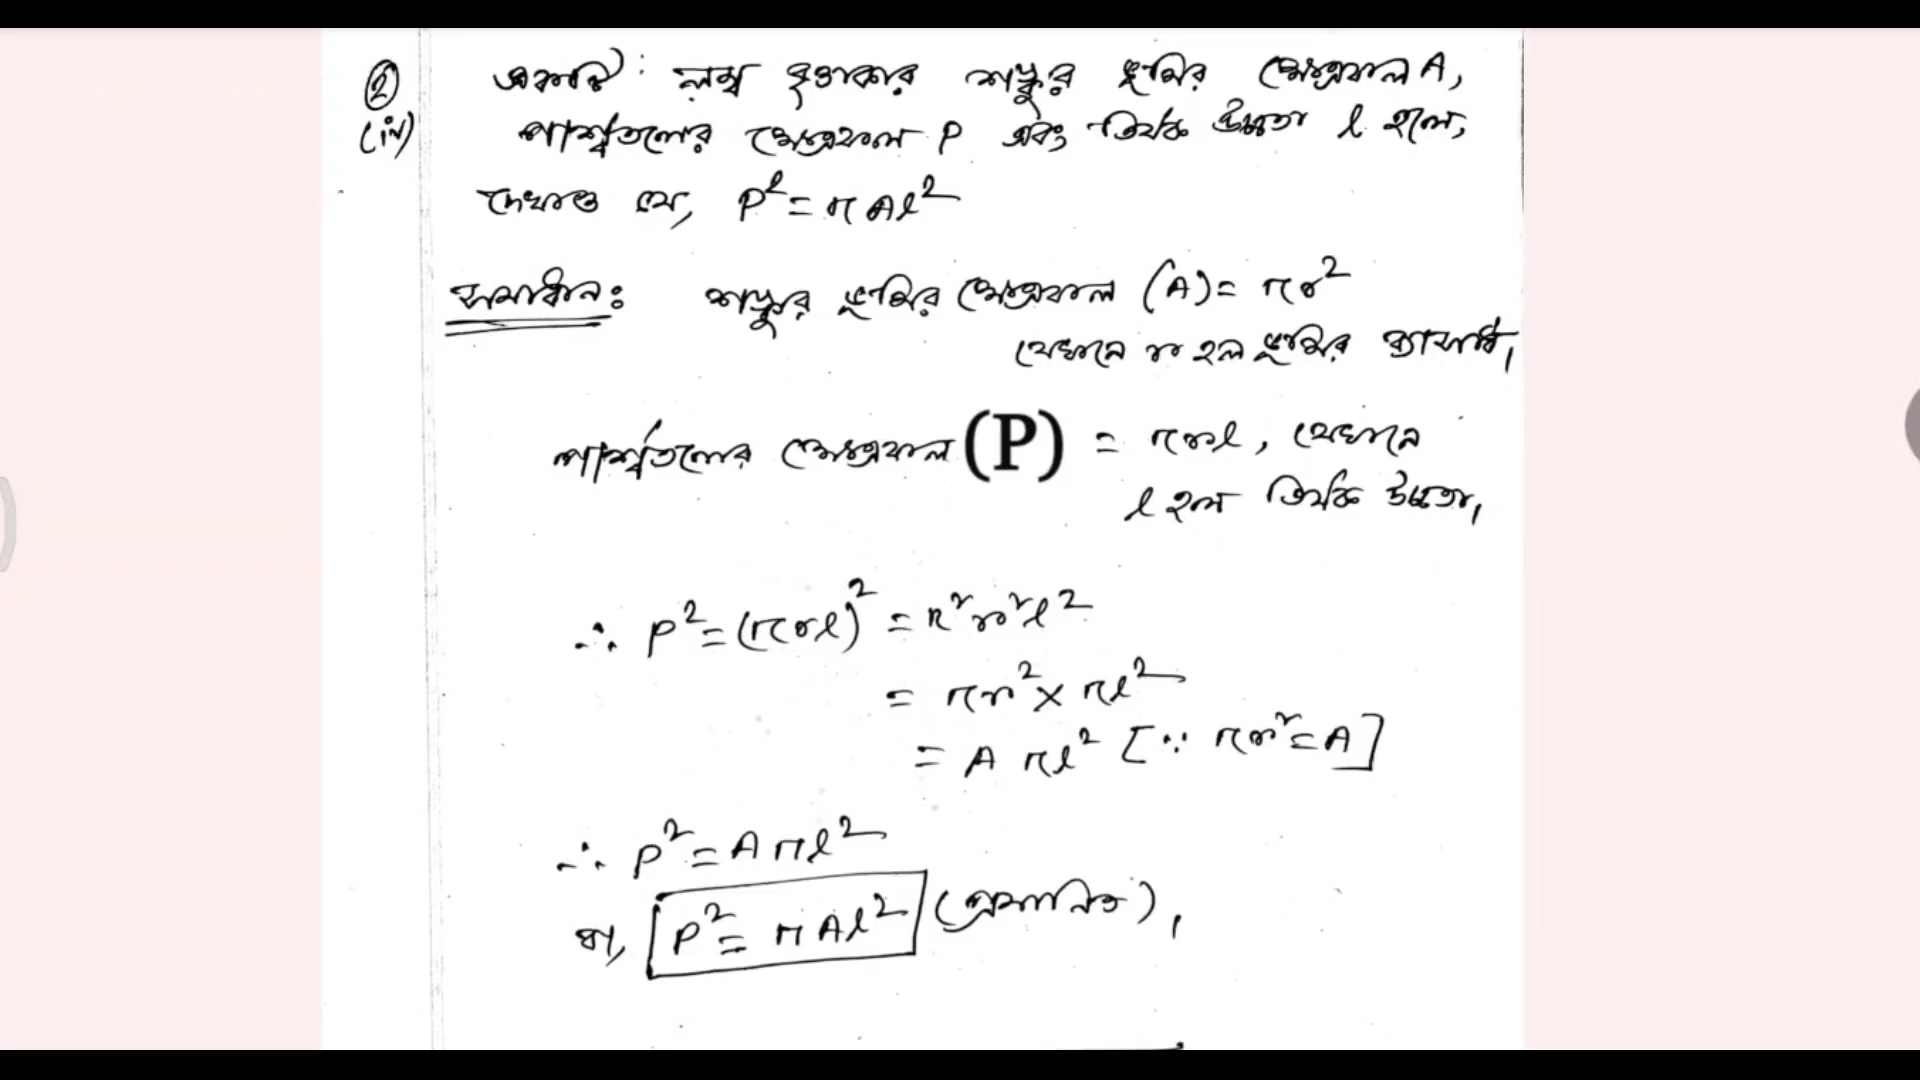 ② একটি লম্ব বৃত্তাকার শঙ্কুর ভূমির ক্ষেত্রফল A,
(iv) পার্শ্বতলের ক্ষেত্রফল P এবং তির্যক উচ্চতা l হলে,
দেখাও যে, P² = πAl²
সমাধান: শঙ্কুর ভূমির ক্ষেত্রফল (A) = πr²
যেখানে r হল ভূমির ব্যাসার্ধ।
পার্শ্বতলের ক্ষেত্রফল (P) = πrl, যেখানে
l হল তির্যক উচ্চতা।
∴ P² = (πrl)² = π²r²l²
= πr² × πl²
= A πl² [∵ πr² = A]
∴ P² = Aπl²
বা, P² = πAl² (প্রমাণিত)।